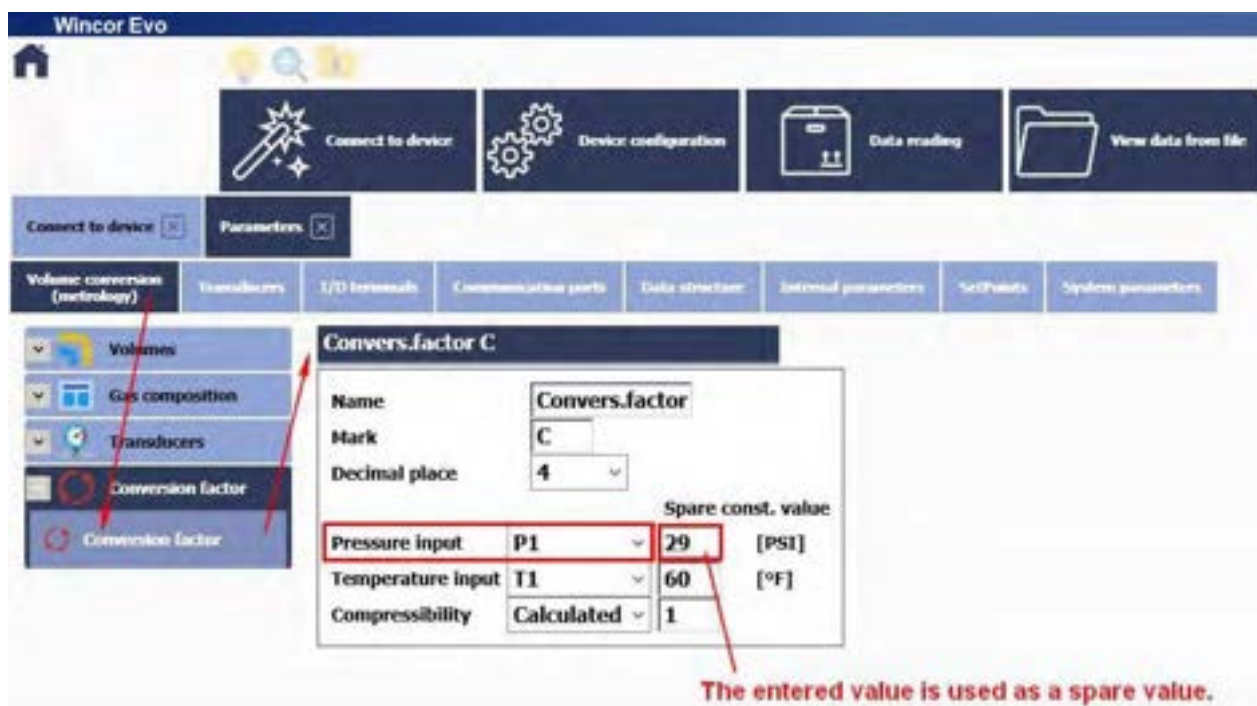 Wincor Evo
Connect to device
Device configuration
Data reading
View data from file
Connect to device
Parameters
Volume conversion
(metrology)
Transducers
I/O terminals
Communication ports
Data structure
Internal parameters
SetPoints
System parameters
Volumes
Gas composition
Transducers
Conversion factor
Conversion factor
Convers.factor C
Name Convers.factor
Mark C
Decimal place 4
Spare const. value
Pressure input P1 29 [PSI]
Temperature input T1 60 [°F]
Compressibility Calculated 1
The entered value is used as a spare value.